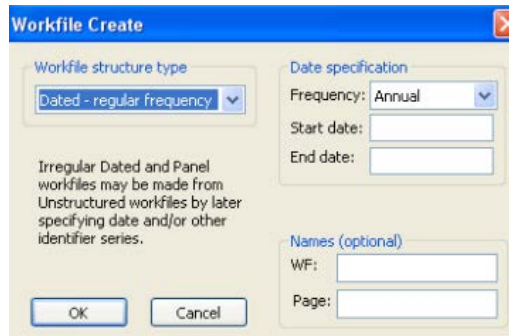 Workfile Create
Workfile structure type
Dated - regular frequency
Irregular Dated and Panel
workfiles may be made from
Unstructured workfiles by later
specifying date and/or other
identifier series.
OK
Cancel
Date specification
Frequency: Annual
Start date:
End date:
Names (optional)
WF:
Page: